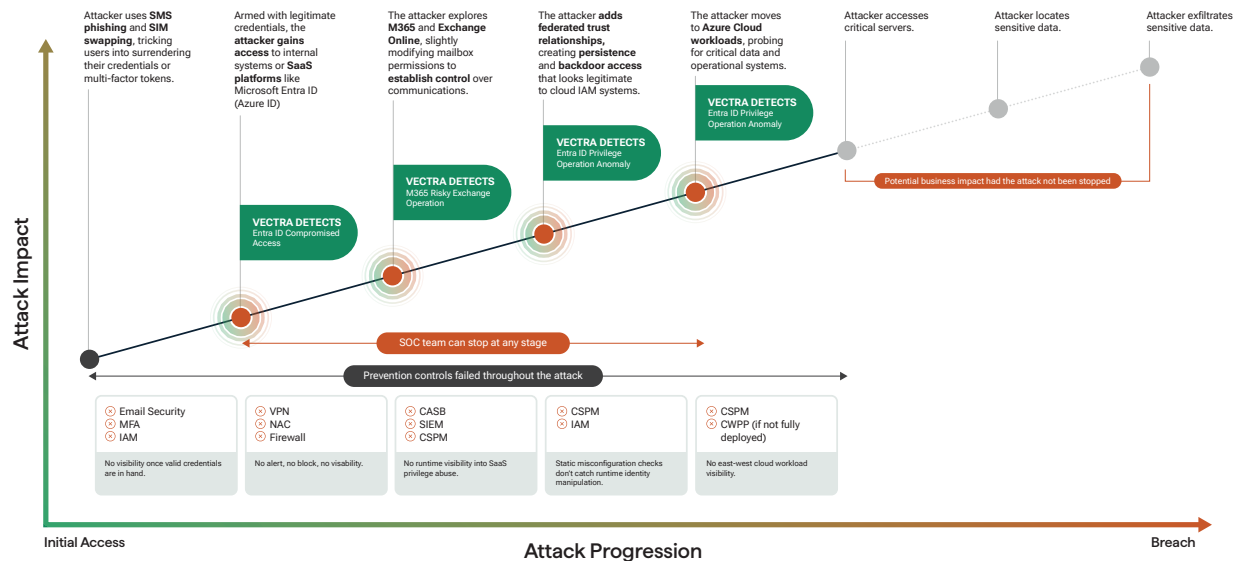 Attacker uses SMS
phishing and SIM
swapping, tricking
users into surrendering
their credentials or
multi-factor tokens.
Armed with legitimate
credentials, the
attacker gains
access to internal
systems or SaaS
platforms like
Microsoft Entra ID
(Azure ID)
The attacker explores
M365 and Exchange
Online, slightly
modifying mailbox
permissions to
establish control over
communications.
The attacker adds
federated trust
relationships,
creating persistence
and backdoor access
that looks legitimate
to cloud IAM systems.
The attacker moves
to Azure Cloud
workloads, probing
for critical data and
operational systems.
Attacker accesses
critical servers.
Attacker locates
sensitive data.
Attacker exfiltrates
sensitive data.
VECTRA DETECTS
Entra ID Compromised
Access
VECTRA DETECTS
M365 Risky Exchange
Operation
VECTRA DETECTS
Entra ID Privilege
Operation Anomaly
VECTRA DETECTS
Entra ID Privilege
Operation Anomaly
Potential business impact had the attack not been stopped
Attack Impact
SOC team can stop at any stage
Prevention controls failed throughout the attack
Email Security
MFA
IAM
No visibility once valid credentials
are in hand.
VPN
NAC
Firewall
No alert, no block, no visability.
CASB
SIEM
CSPM
No runtime visibility into SaaS
privilege abuse.
CSPM
IAM
Static misconfiguration checks
don't catch runtime identity
manipulation.
CSPM
CWPP (if not fully
deployed)
No east-west cloud workload
visibility.
Initial Access
Attack Progression
Breach